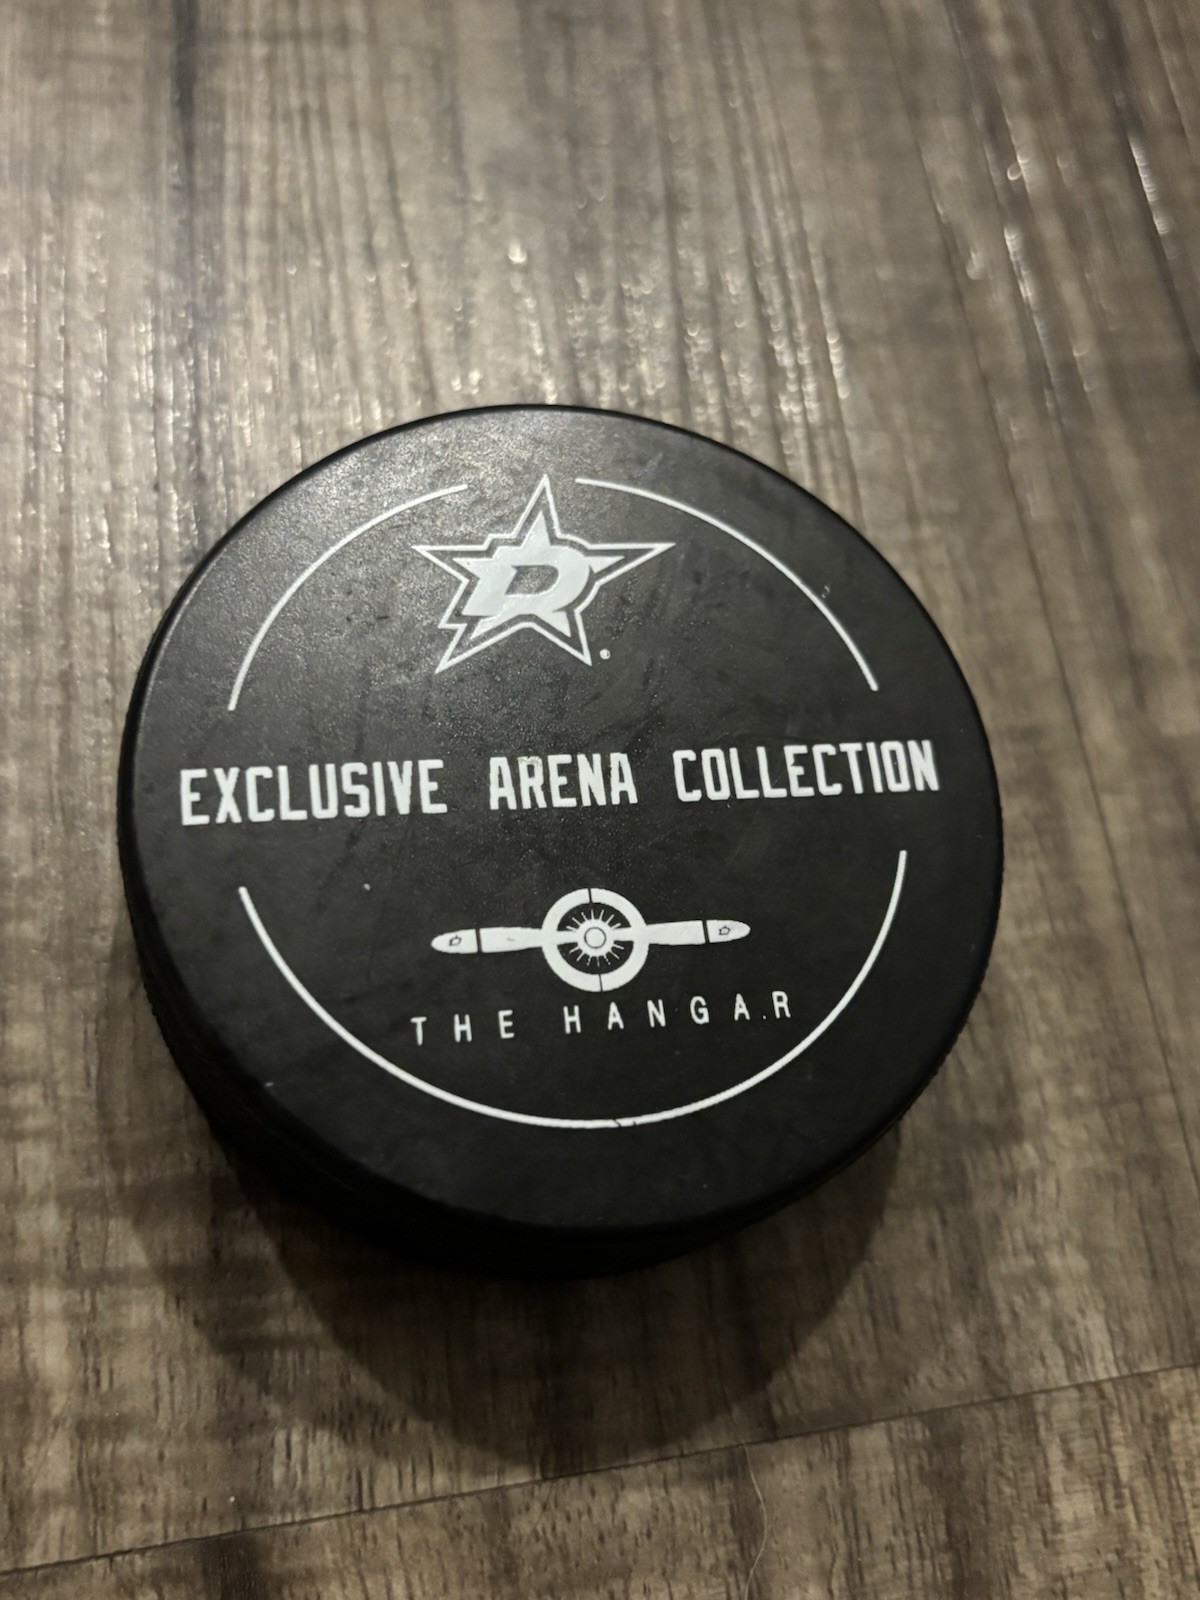 D
EXCLUSIVE ARENA COLLECTION
THE HANGAR